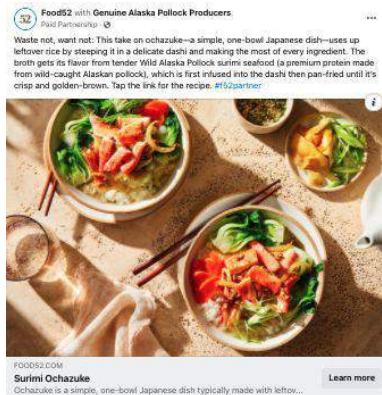 Food52 with Genuine Alaska Pollock Producers
Paid Partnership ·
Waste not, want not: This take on ochazuke—a simple, one-bowl Japanese dish—uses up
leftover rice by steeping it in a delicate dashi and making the most of every ingredient. The
broth gets its flavor from tender Wild Alaska Pollock surimi seafood (a premium protein made
from wild-caught Alaskan pollock), which is first infused into the dashi then pan-fried until it's
crisp and golden-brown. Tap the link for the recipe. #f52partner
FOOD52.COM
Surimi Ochazuke
Learn more
Ochazuke is a simple, one-bowl Japanese dish typically made with leftov...